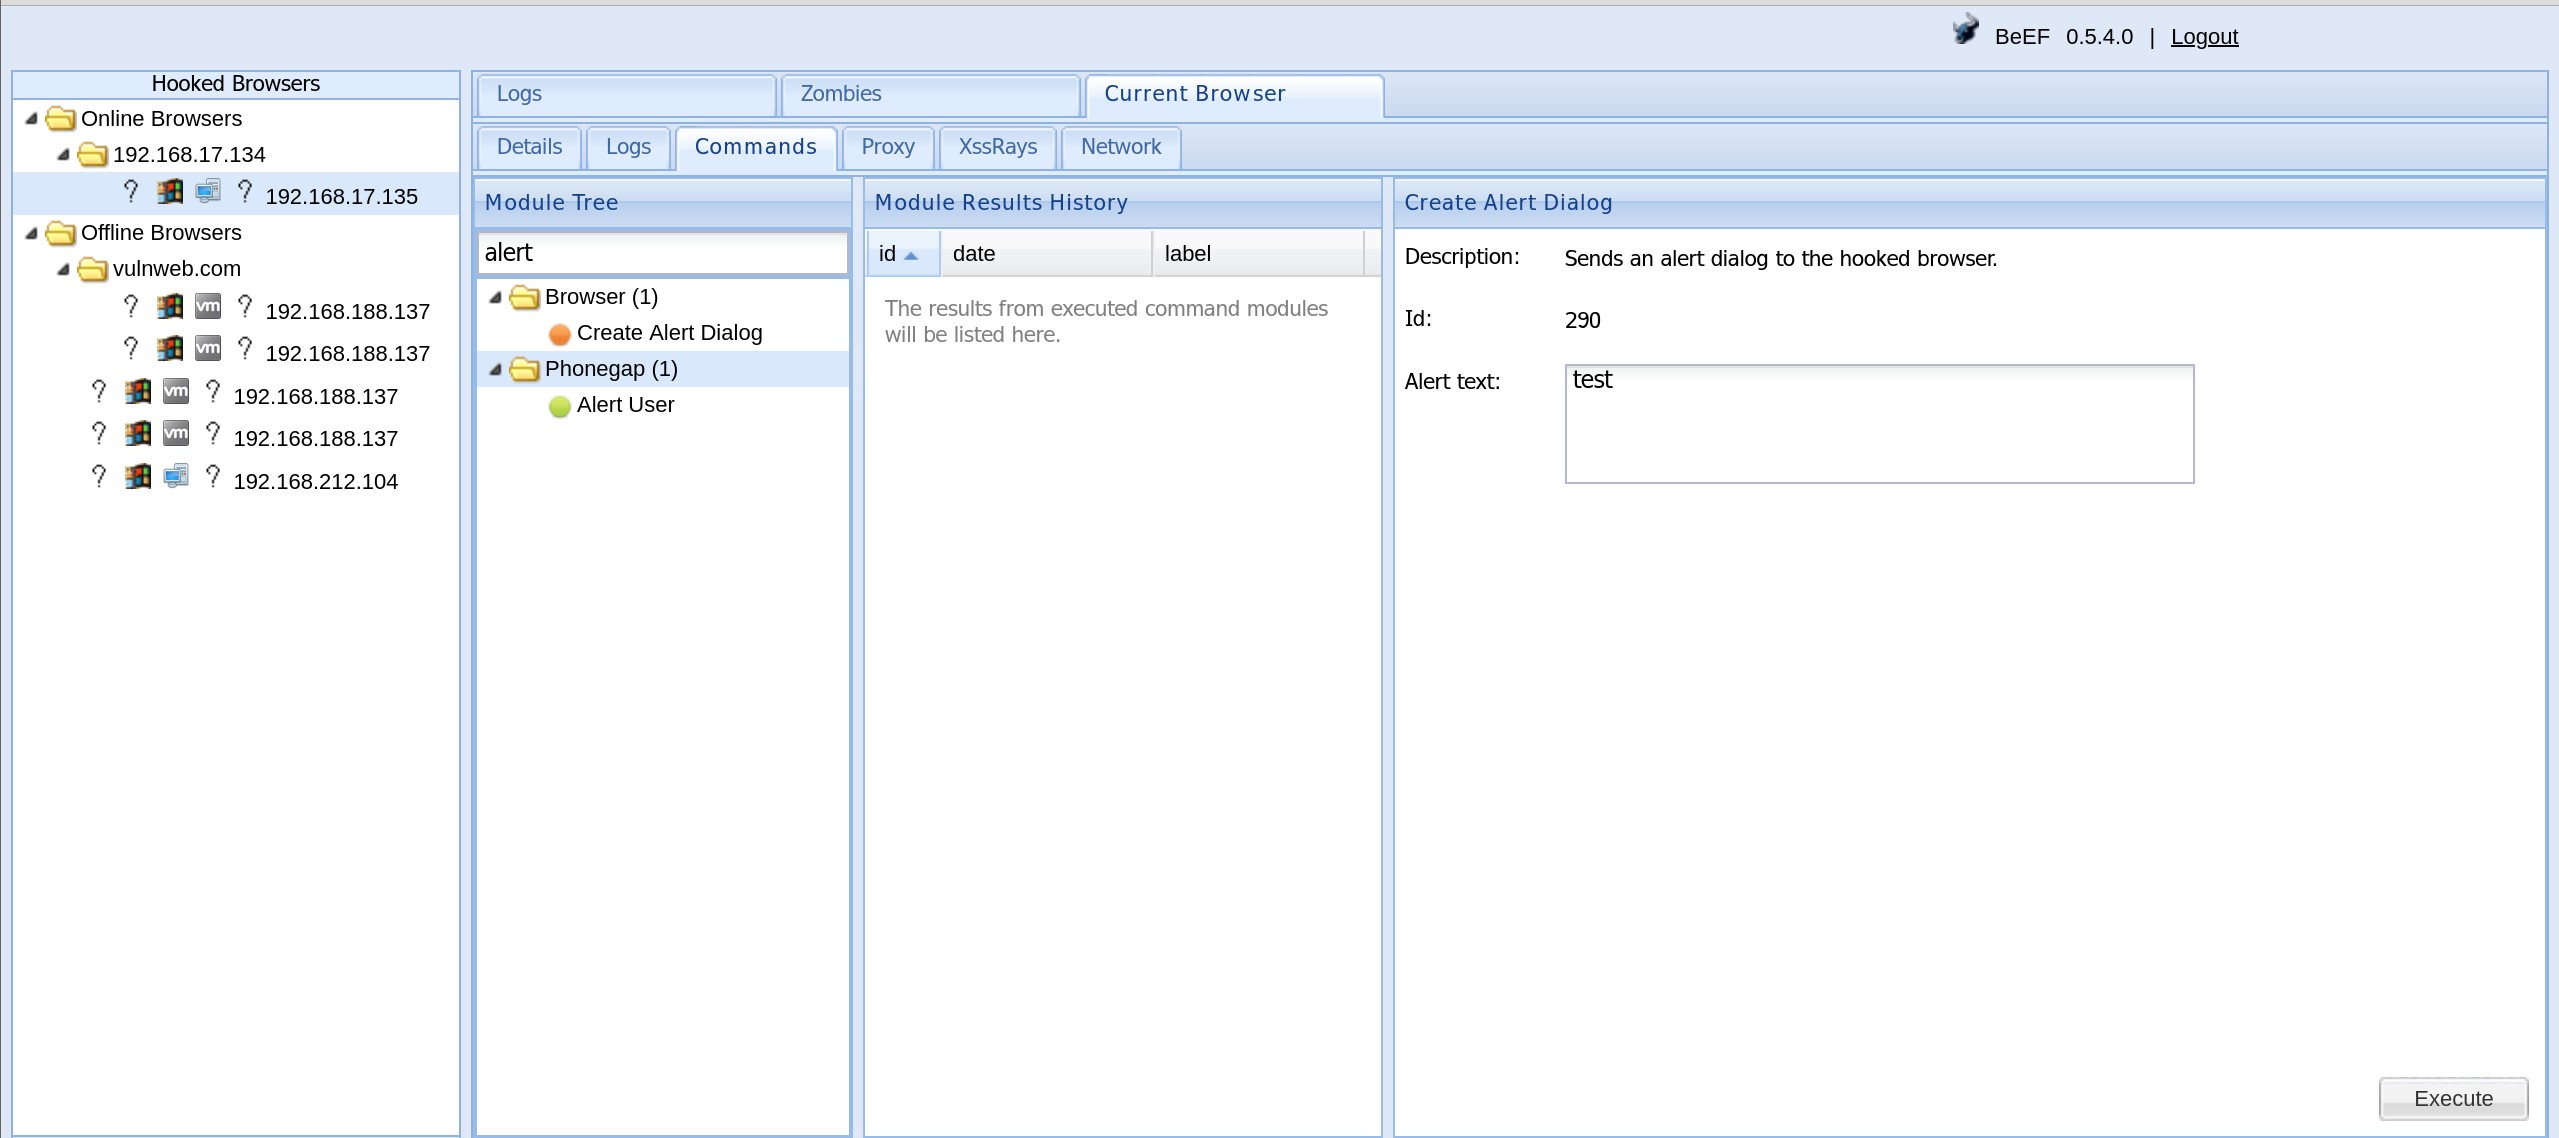 BeEF 0.5.4.0 | Logout
Hooked Browsers
Online Browsers
192.168.17.134
192.168.17.135
Offline Browsers
vulnweb.com
vm 192.168.188.137
vm 192.168.188.137
vm 192.168.188.137
vm 192.168.188.137
192.168.212.104
Logs Zombies Current Browser
Details Logs Commands Proxy XssRays Network
Module Tree
alert
Browser (1)
Create Alert Dialog
Phonegap (1)
Alert User
Module Results History
id date label
The results from executed command modules
will be listed here.
Create Alert Dialog
Description: Sends an alert dialog to the hooked browser.
Id: 290
Alert text: test
Execute